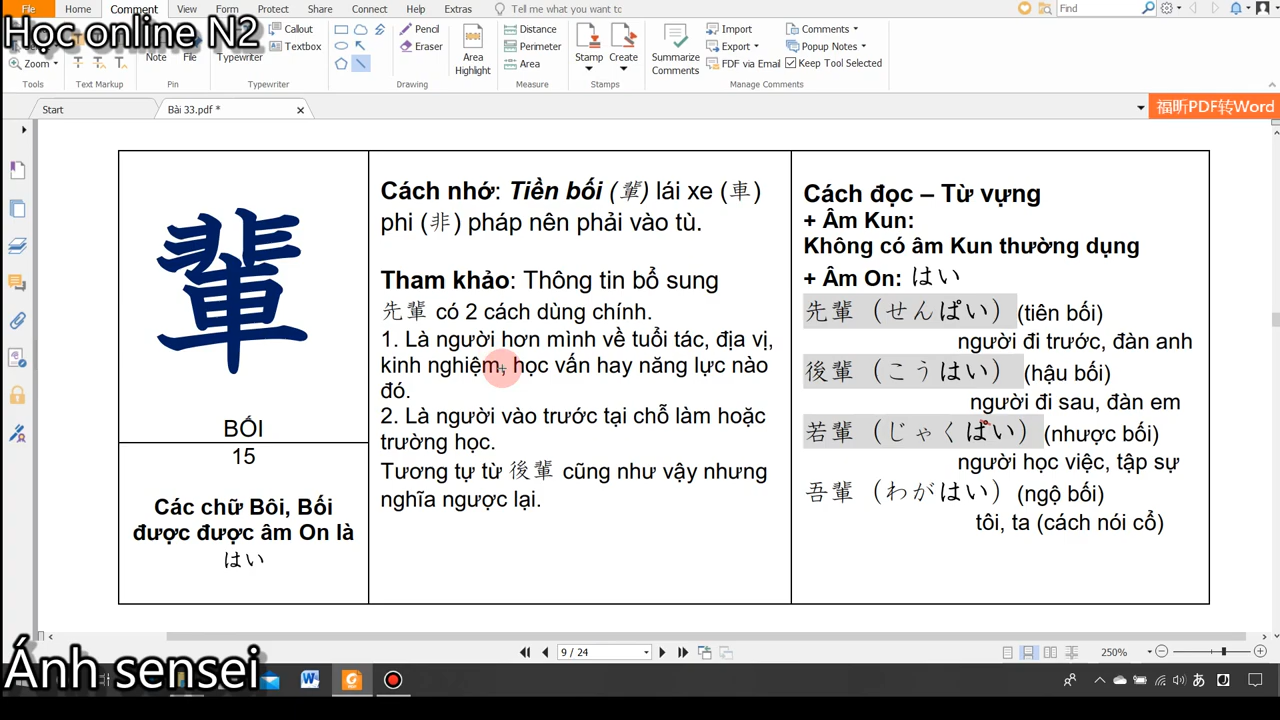 File Home Comment View Form Protect Share Connect Help Extras Tell me what you want to Find
Học online N2
Callout Pencil Distance Import Comments
Textbox Eraser Perimeter Export Popup Notes
Zoom Typewriter Note File Area Highlight Area Stamp Create Summarize Comments FDF via Email Keep Tool Selected
Tools Text Markup Pin Typewriter Drawing Measure Stamps Manage Comments
Start Bài 33.pdf * 福昕PDF转Word
輩
BỐI
15
Các chữ Bôi, Bối
được được âm On là
はい
Cách nhớ: Tiền bối (輩) lái xe (車)
phi (非) pháp nên phải vào tù.
Tham khảo: Thông tin bổ sung
先輩 có 2 cách dùng chính.
1. Là người hơn mình về tuổi tác, địa vị,
kinh nghiệm, học vấn hay năng lực nào
đó.
2. Là người vào trước tại chỗ làm hoặc
trường học.
Tương tự từ 後輩 cũng như vậy nhưng
nghĩa ngược lại.
Cách đọc – Từ vựng
+ Âm Kun:
Không có âm Kun thường dụng
+ Âm On: はい
先輩（せんぱい）(tiên bối)
người đi trước, đàn anh
後輩（こうはい）(hậu bối)
người đi sau, đàn em
若輩（じゃくはい）(nhược bối)
người học việc, tập sự
吾輩（わがはい）(ngộ bối)
tôi, ta (cách nói cổ)
9 / 24 250%
Ánh sensei
あ